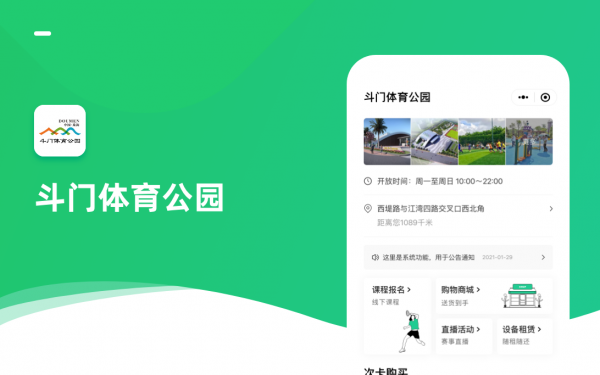 DOUMEN
斗门体育公园
斗门体育公园
斗门体育公园
开放时间：周一至周日 10:00～22:00
西堤路与江湾四路交叉口西北角
距离您1089千米
这里是系统功能，用于公告通知 2021-01-29
课程报名
线下课程
购物商城
送货到手
直播活动
赛事直播
设备租赁
随租随还
次卡购买